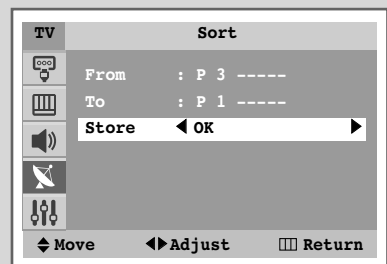 TV Sort
From : P 3 -----
To : P 1 -----
Store OK
Move Adjust Return